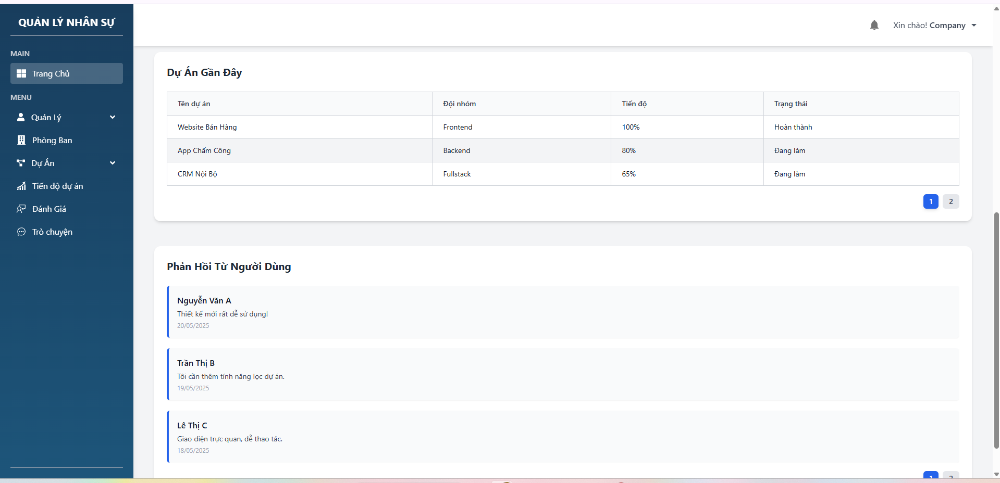 QUẢN LÝ NHÂN SỰ
Xin chào! Company
MAIN
Trang Chủ
MENU
Quản Lý
Phòng Ban
Dự Án
Tiến độ dự án
Đánh Giá
Trò chuyện
Dự Án Gần Đây
Tên dự án Đội nhóm Tiến độ Trạng thái
Website Bán Hàng Frontend 100% Hoàn thành
App Chấm Công Backend 80% Đang làm
CRM Nội Bộ Fullstack 65% Đang làm
1 2
Phản Hồi Từ Người Dùng
Nguyễn Văn A
Thiết kế mới rất dễ sử dụng!
20/05/2025
Trần Thị B
Tôi cần thêm tính năng lọc dự án.
19/05/2025
Lê Thị C
Giao diện trực quan, dễ thao tác.
18/05/2025
1 2